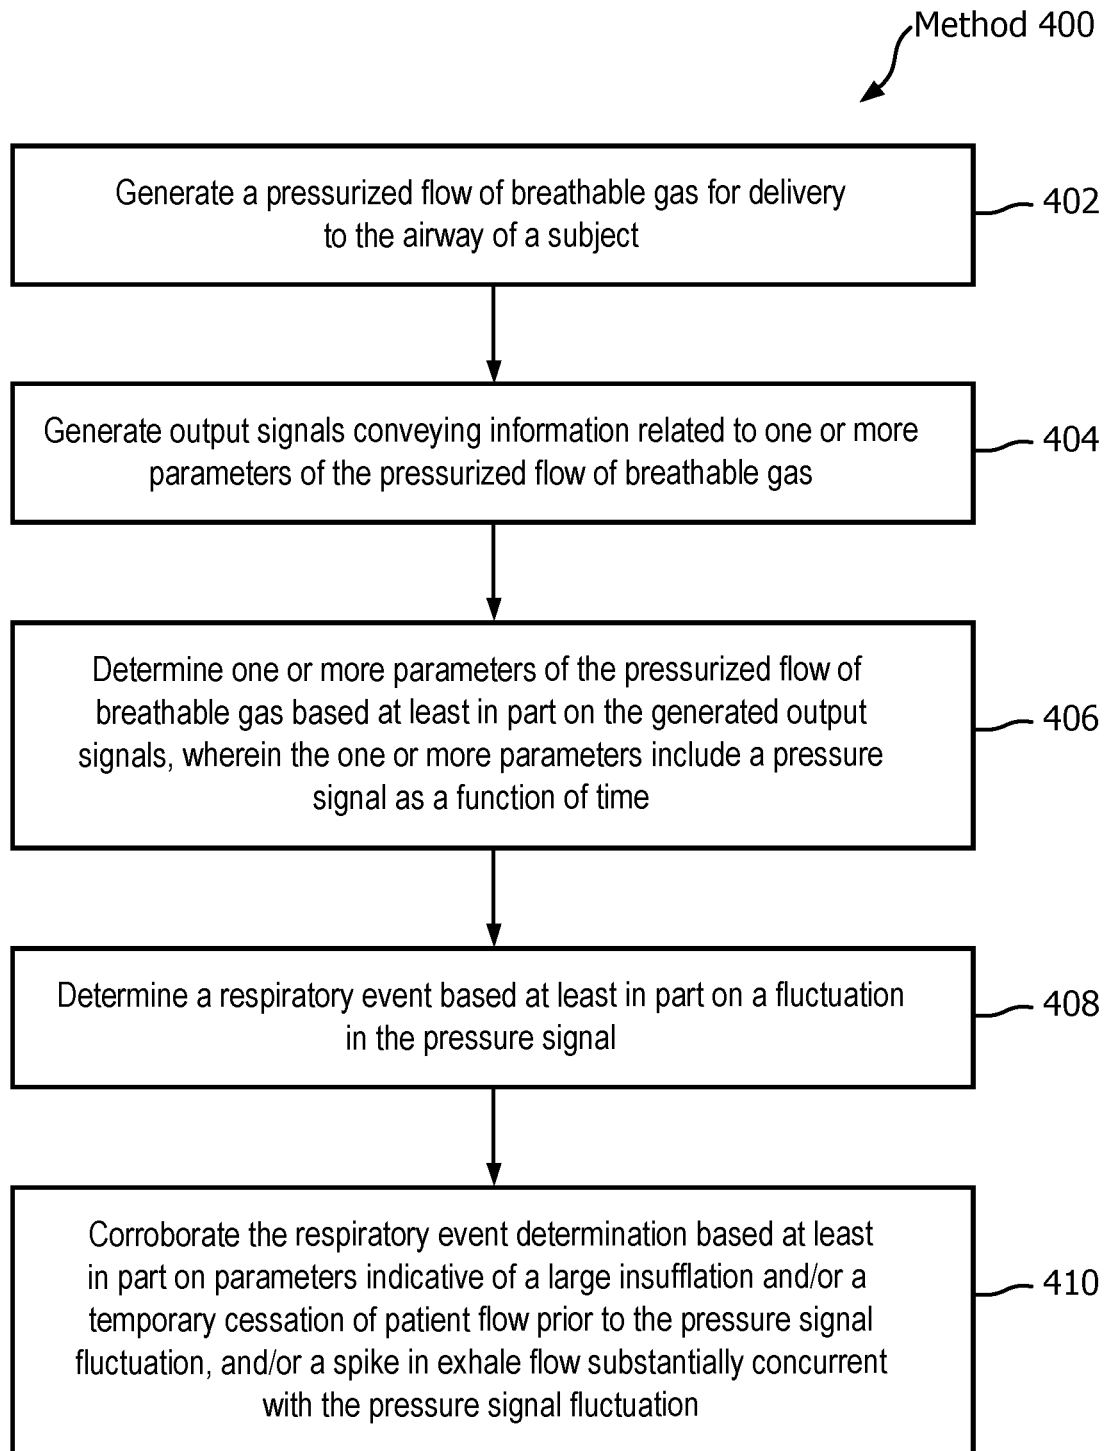 Method 400
Generate a pressurized flow of breathable gas for delivery
to the airway of a subject
402
Generate output signals conveying information related to one or more
parameters of the pressurized flow of breathable gas
404
Determine one or more parameters of the pressurized flow of
breathable gas based at least in part on the generated output
signals, wherein the one or more parameters include a pressure
signal as a function of time
406
Determine a respiratory event based at least in part on a fluctuation
in the pressure signal
408
Corroborate the respiratory event determination based at least
in part on parameters indicative of a large insufflation and/or a
temporary cessation of patient flow prior to the pressure signal
fluctuation, and/or a spike in exhale flow substantially concurrent
with the pressure signal fluctuation
410